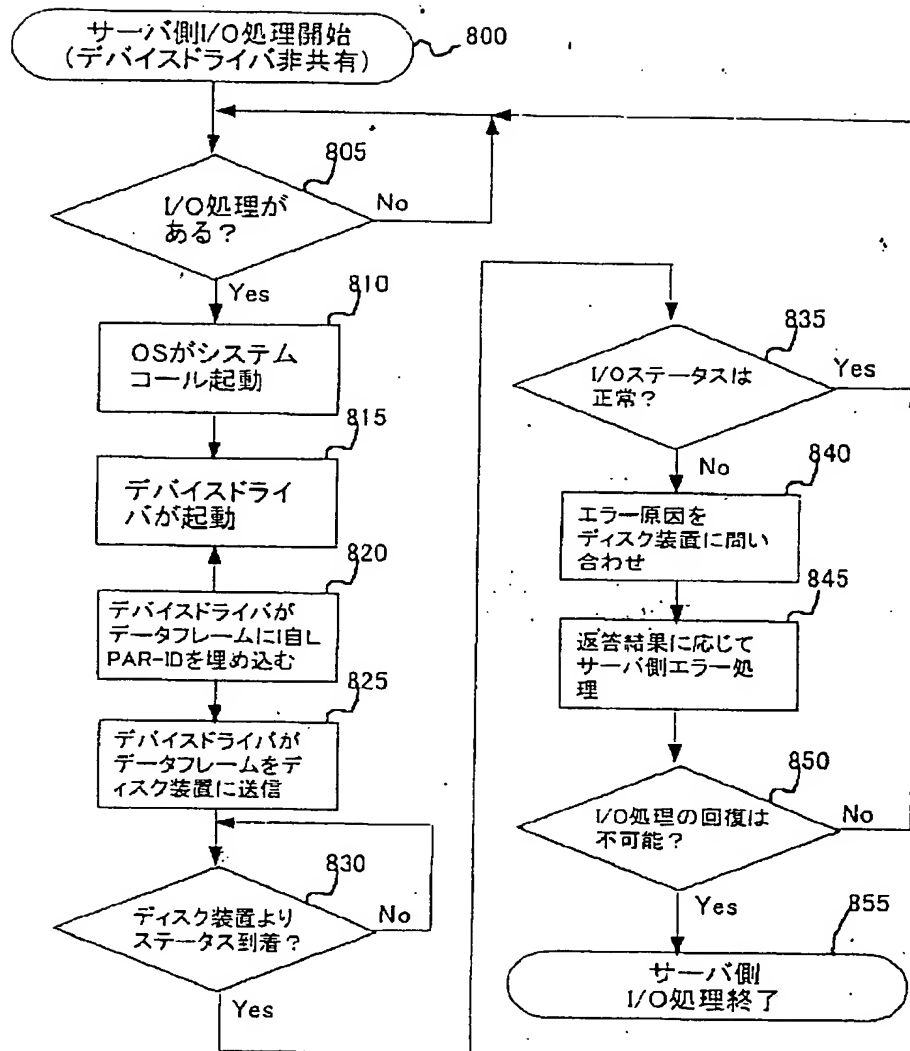 サーバ側I/O処理開始
(デバイスドライバ非共有)
800
805
I/O処理が
ある？
No
Yes
810
OSがシステム
コール起動
815
デバイスドライ
バが起動
820
デバイスドライバが
データフレームにI自L
PAR-IDを埋め込む
825
デバイスドライバが
データフレームをデ
ィスク装置に送信
830
ディスク装置より
ステータス到着？
No
Yes
835
I/Oステータスは
正常？
Yes
No
840
エラー原因を
ディスク装置に問い
合わせ
845
返答結果に応じて
サーバ側エラー処
理
850
I/O処理の回復は
不可能？
No
Yes
855
サーバ側
I/O処理終了